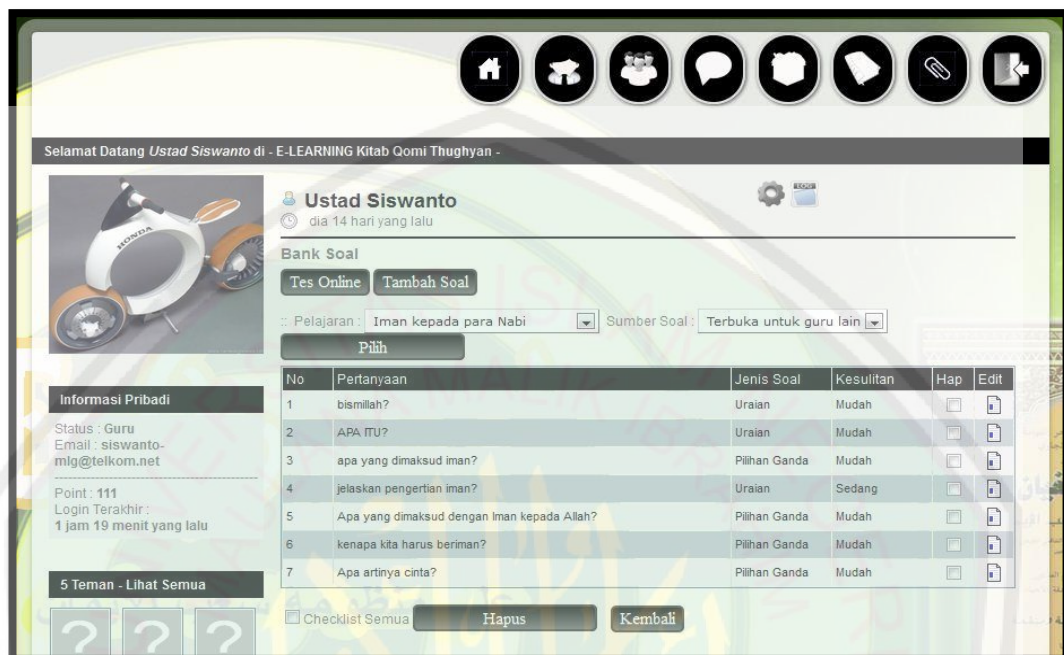 Selamat Datang Ustad Siswanto di - E-LEARNING Kitab Qomi Thughyan -
HONDA
Informasi Pribadi
Status : Guru
Email : siswanto-
mlg@telkom.net
Point : 111
Login Terakhir :
1 jam 19 menit yang lalu
5 Teman - Lihat Semua
? ? ?
Ustad Siswanto
LOG
dia 14 hari yang lalu
Bank Soal
Tes Online Tambah Soal
:: Pelajaran : Iman kepada para Nabi Sumber Soal : Terbuka untuk guru lain
Pilih
No Pertanyaan Jenis Soal Kesulitan Hap Edit
1 bismillah? Uraian Mudah
2 APA ITU? Uraian Mudah
3 apa yang dimaksud iman? Pilihan Ganda Mudah
4 jelaskan pengertian iman? Uraian Sedang
5 Apa yang dimaksud dengan Iman kepada Allah? Pilihan Ganda Mudah
6 kenapa kita harus beriman? Pilihan Ganda Mudah
7 Apa artinya cinta? Pilihan Ganda Mudah
Checklist Semua Hapus Kembali